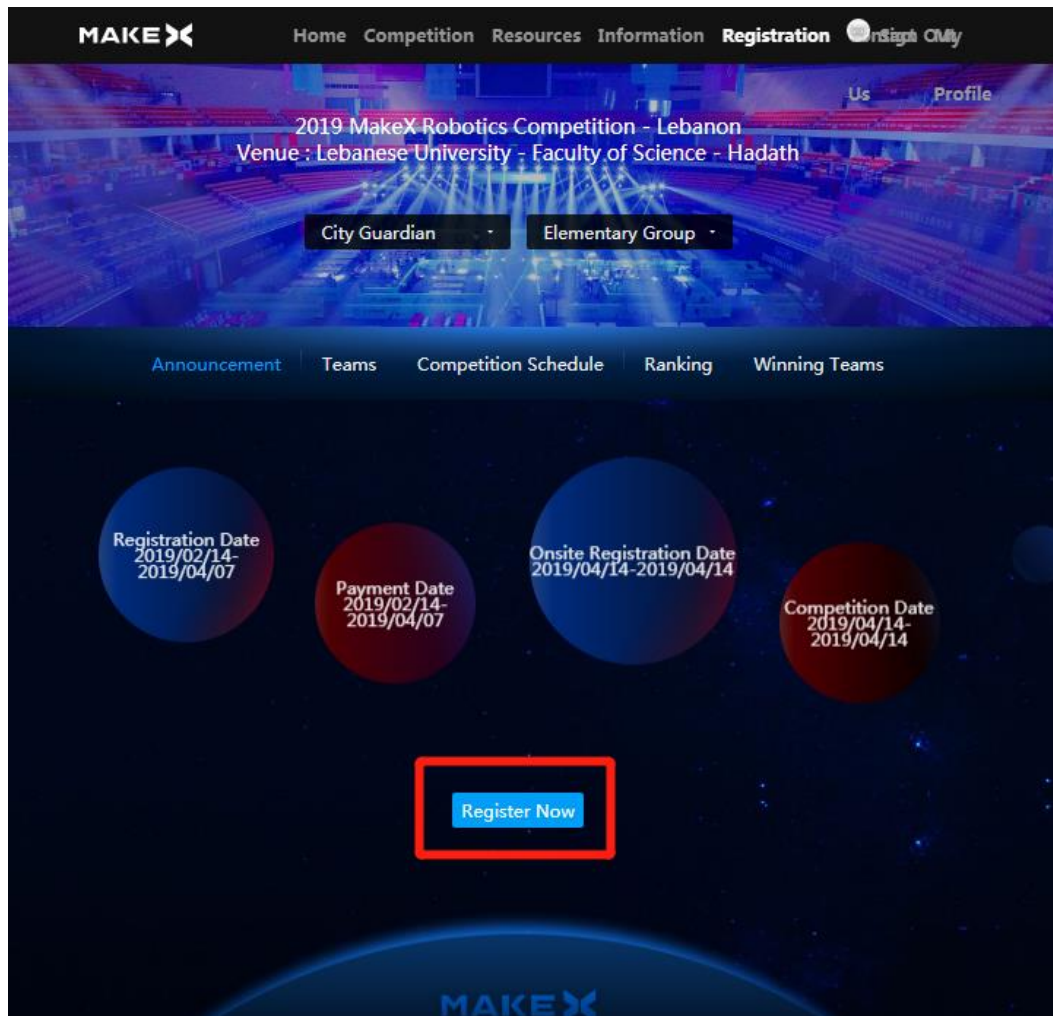 MAKEX
Home Competition Resources Information Registration
Us Profile
2019 MakeX Robotics Competition - Lebanon
Venue : Lebanese University - Faculty of Science - Hadath
City Guardian Elementary Group
Announcement Teams Competition Schedule Ranking Winning Teams
Registration Date
2019/02/14-
2019/04/07
Payment Date
2019/02/14-
2019/04/07
Onsite Registration Date
2019/04/14-2019/04/14
Competition Date
2019/04/14-
2019/04/14
Register Now
MAKEX